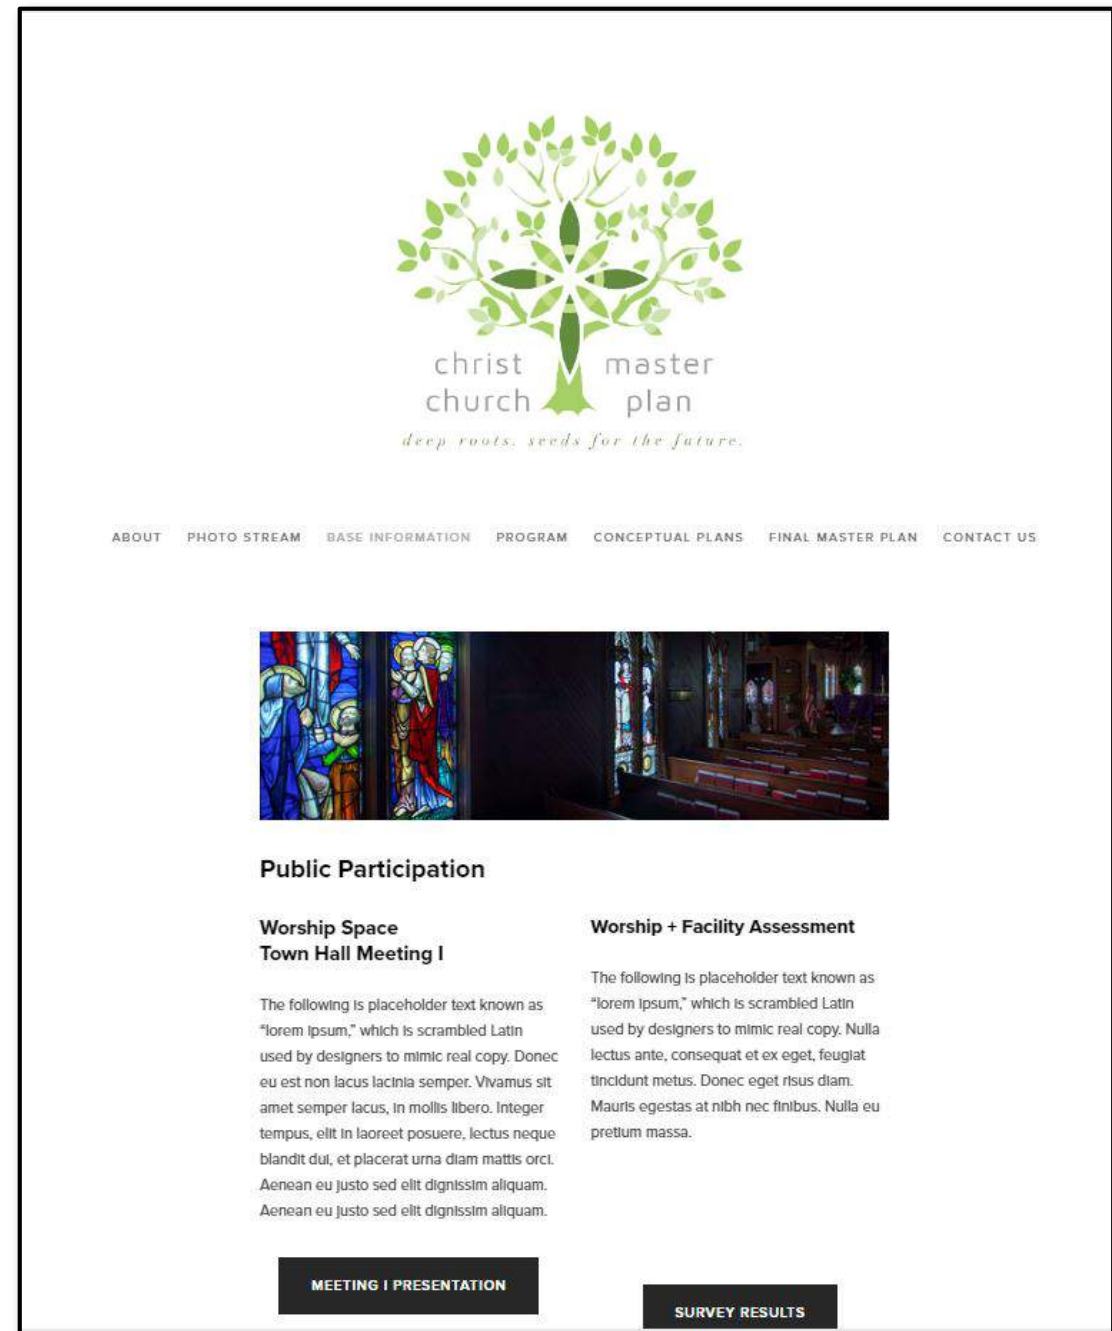 christ master
church plan
deep roots. seeds for the future.
ABOUT PHOTO STREAM BASE INFORMATION PROGRAM CONCEPTUAL PLANS FINAL MASTER PLAN CONTACT US
Public Participation
Worship Space
Town Hall Meeting I
The following is placeholder text known as
“lorem ipsum,” which is scrambled Latin
used by designers to mimic real copy. Donec
eu est non lacus lacinia semper. Vivamus sit
amet semper lacus, in mollis libero. Integer
tempus, elit in laoreet posuere, lectus neque
blandit dui, et placerat urna diam mattis orci.
Aenean eu justo sed elit dignissim aliquam.
Aenean eu justo sed elit dignissim aliquam.
MEETING I PRESENTATION
Worship + Facility Assessment
The following is placeholder text known as
“lorem ipsum,” which is scrambled Latin
used by designers to mimic real copy. Nulla
lectus ante, consequat et ex eget, feugiat
tincidunt metus. Donec eget risus diam.
Mauris egestas at nibh nec finibus. Nulla eu
pretium massa.
SURVEY RESULTS